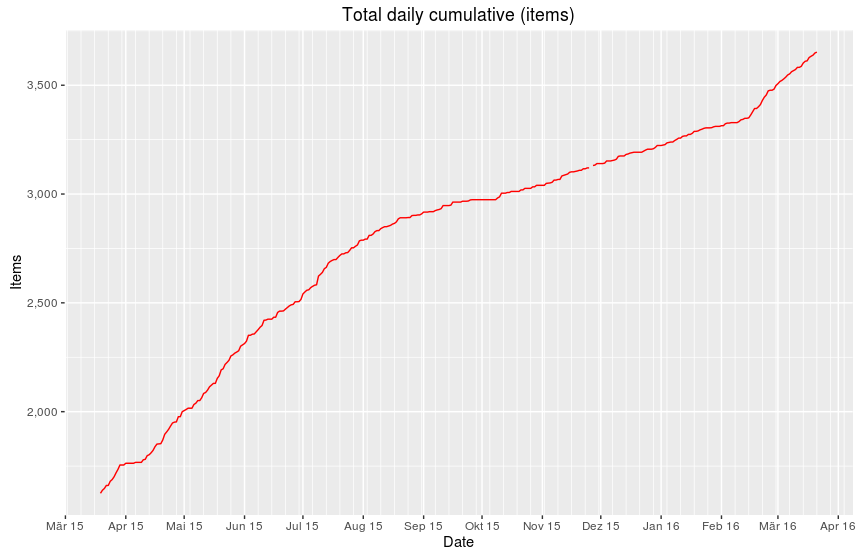 Total daily cumulative (items)
Items
3,500
3,000
2,500
2,000
Mär 15 Apr 15 Mai 15 Jun 15 Jul 15 Aug 15 Sep 15 Okt 15 Nov 15 Dez 15 Jan 16 Feb 16 Mär 16 Apr 16
Date